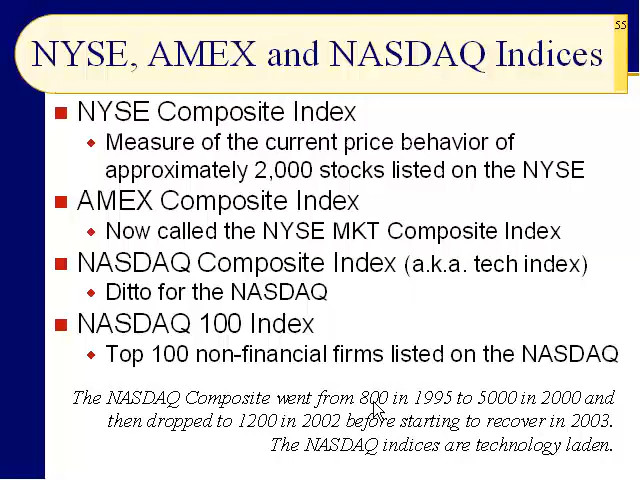 55
NYSE, AMEX and NASDAQ Indices
NYSE Composite Index
Measure of the current price behavior of
approximately 2,000 stocks listed on the NYSE
AMEX Composite Index
Now called the NYSE MKT Composite Index
NASDAQ Composite Index (a.k.a. tech index)
Ditto for the NASDAQ
NASDAQ 100 Index
Top 100 non-financial firms listed on the NASDAQ
The NASDAQ Composite went from 800 in 1995 to 5000 in 2000 and
then dropped to 1200 in 2002 before starting to recover in 2003.
The NASDAQ indices are technology laden.